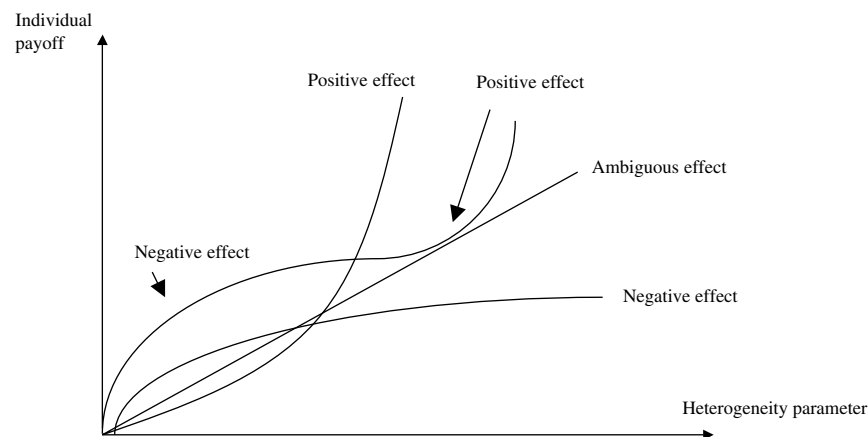 Individual
payoff
Positive effect
Positive effect
Ambiguous effect
Negative effect
Negative effect
Heterogeneity parameter